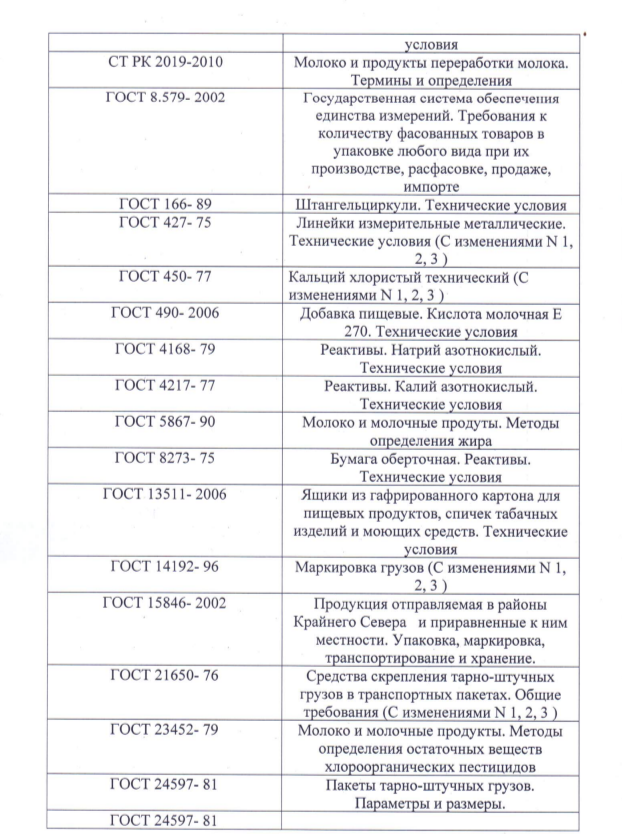 условия
СТ РК 2019-2010 Молоко и продукты переработки молока.
Термины и определения
ГОСТ 8.579- 2002 Государственная система обеспечения
единства измерений. Требования к
количеству фасованных товаров в
упаковке любого вида при их
производстве, расфасовке, продаже,
импорте
ГОСТ 166- 89 Штангельциркули. Технические условия
ГОСТ 427- 75 Линейки измерительные металлические.
Технические условия (С изменениями N 1,
2, 3 )
ГОСТ 450- 77 Кальций хлористый технический (С
изменениями N 1, 2, 3 )
ГОСТ 490- 2006 Добавка пищевые. Кислота молочная Е
270. Технические условия
ГОСТ 4168- 79 Реактивы. Натрий азотнокислый.
Технические условия
ГОСТ 4217- 77 Реактивы. Калий азотнокислый.
Технические условия
ГОСТ 5867- 90 Молоко и молочные продуты. Методы
определения жира
ГОСТ 8273- 75 Бумага оберточная. Реактивы.
Технические условия
ГОСТ 13511- 2006 Ящики из гафрированного картона для
пищевых продуктов, спичек табачных
изделий и моющих средств. Технические
условия
ГОСТ 14192- 96 Маркировка грузов (С изменениями N 1,
2, 3 )
ГОСТ 15846- 2002 Продукция отправляемая в районы
Крайнего Севера и приравненные к ним
местности. Упаковка, маркировка,
транспортирование и хранение.
ГОСТ 21650- 76 Средства скрепления тарно-штучных
грузов в транспортных пакетах. Общие
требования (С изменениями N 1, 2, 3 )
ГОСТ 23452- 79 Молоко и молочные продукты. Методы
определения остаточных веществ
хлороорганических пестицидов
ГОСТ 24597- 81 Пакеты тарно-штучных грузов.
Параметры и размеры.
ГОСТ 24597- 81